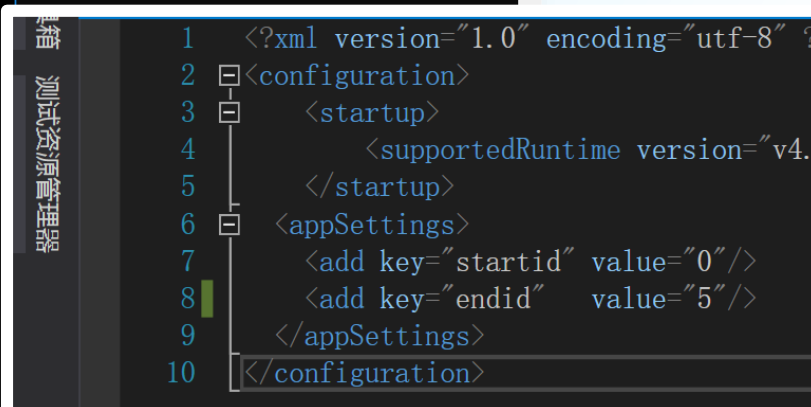 箱
测试资源管理器
1 <?xml version="1.0" encoding="utf-8" ?
2 <configuration>
3 <startup>
4 <supportedRuntime version="v4.
5 </startup>
6 <appSettings>
7 <add key="startid" value="0"/>
8 <add key="endid" value="5"/>
9 </appSettings>
10 </configuration>